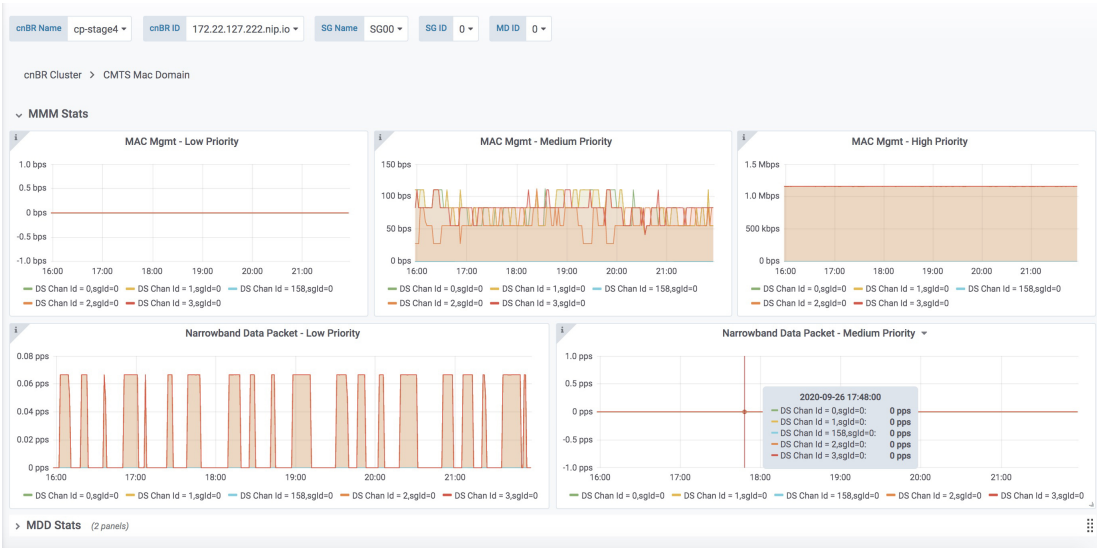 cnBR Name cp-stage4 cnBR ID 172.22.127.222.nip.io SG Name SG00 SG ID 0 MD ID 0
cnBR Cluster > CMTS Mac Domain
MMM Stats
MAC Mgmt - Low Priority
1.0 bps
0.5 bps
0 bps
-0.5 bps
-1.0 bps
16:00 17:00 18:00 19:00 20:00 21:00
DS Chan Id = 0,sgId=0 DS Chan Id = 1,sgId=0 DS Chan Id = 158,sgId=0
DS Chan Id = 2,sgId=0 DS Chan Id = 3,sgId=0
MAC Mgmt - Medium Priority
150 bps
100 bps
50 bps
0 bps
16:00 17:00 18:00 19:00 20:00 21:00
DS Chan Id = 0,sgId=0 DS Chan Id = 1,sgId=0 DS Chan Id = 158,sgId=0
DS Chan Id = 2,sgId=0 DS Chan Id = 3,sgId=0
MAC Mgmt - High Priority
1.5 Mbps
1.0 Mbps
500 kbps
0 bps
16:00 17:00 18:00 19:00 20:00 21:00
DS Chan Id = 0,sgId=0 DS Chan Id = 1,sgId=0 DS Chan Id = 158,sgId=0
DS Chan Id = 2,sgId=0 DS Chan Id = 3,sgId=0
Narrowband Data Packet - Low Priority
0.08 pps
0.06 pps
0.04 pps
0.02 pps
0 pps
16:00 17:00 18:00 19:00 20:00 21:00
DS Chan Id = 0,sgId=0 DS Chan Id = 1,sgId=0 DS Chan Id = 158,sgId=0 DS Chan Id = 2,sgId=0 DS Chan Id = 3,sgId=0
Narrowband Data Packet - Medium Priority
1.0 pps
0.5 pps
0 pps
-0.5 pps
-1.0 pps
16:00 17:00 18:00 19:00 20:00 21:00
2020-09-26 17:48:00
DS Chan Id = 0,sgId=0: 0 pps
DS Chan Id = 1,sgId=0: 0 pps
DS Chan Id = 158,sgId=0: 0 pps
DS Chan Id = 2,sgId=0: 0 pps
DS Chan Id = 3,sgId=0: 0 pps
DS Chan Id = 0,sgId=0 DS Chan Id = 1,sgId=0 DS Chan Id = 158,sgId=0 DS Chan Id = 2,sgId=0 DS Chan Id = 3,sgId=0
MDD Stats (2 panels)